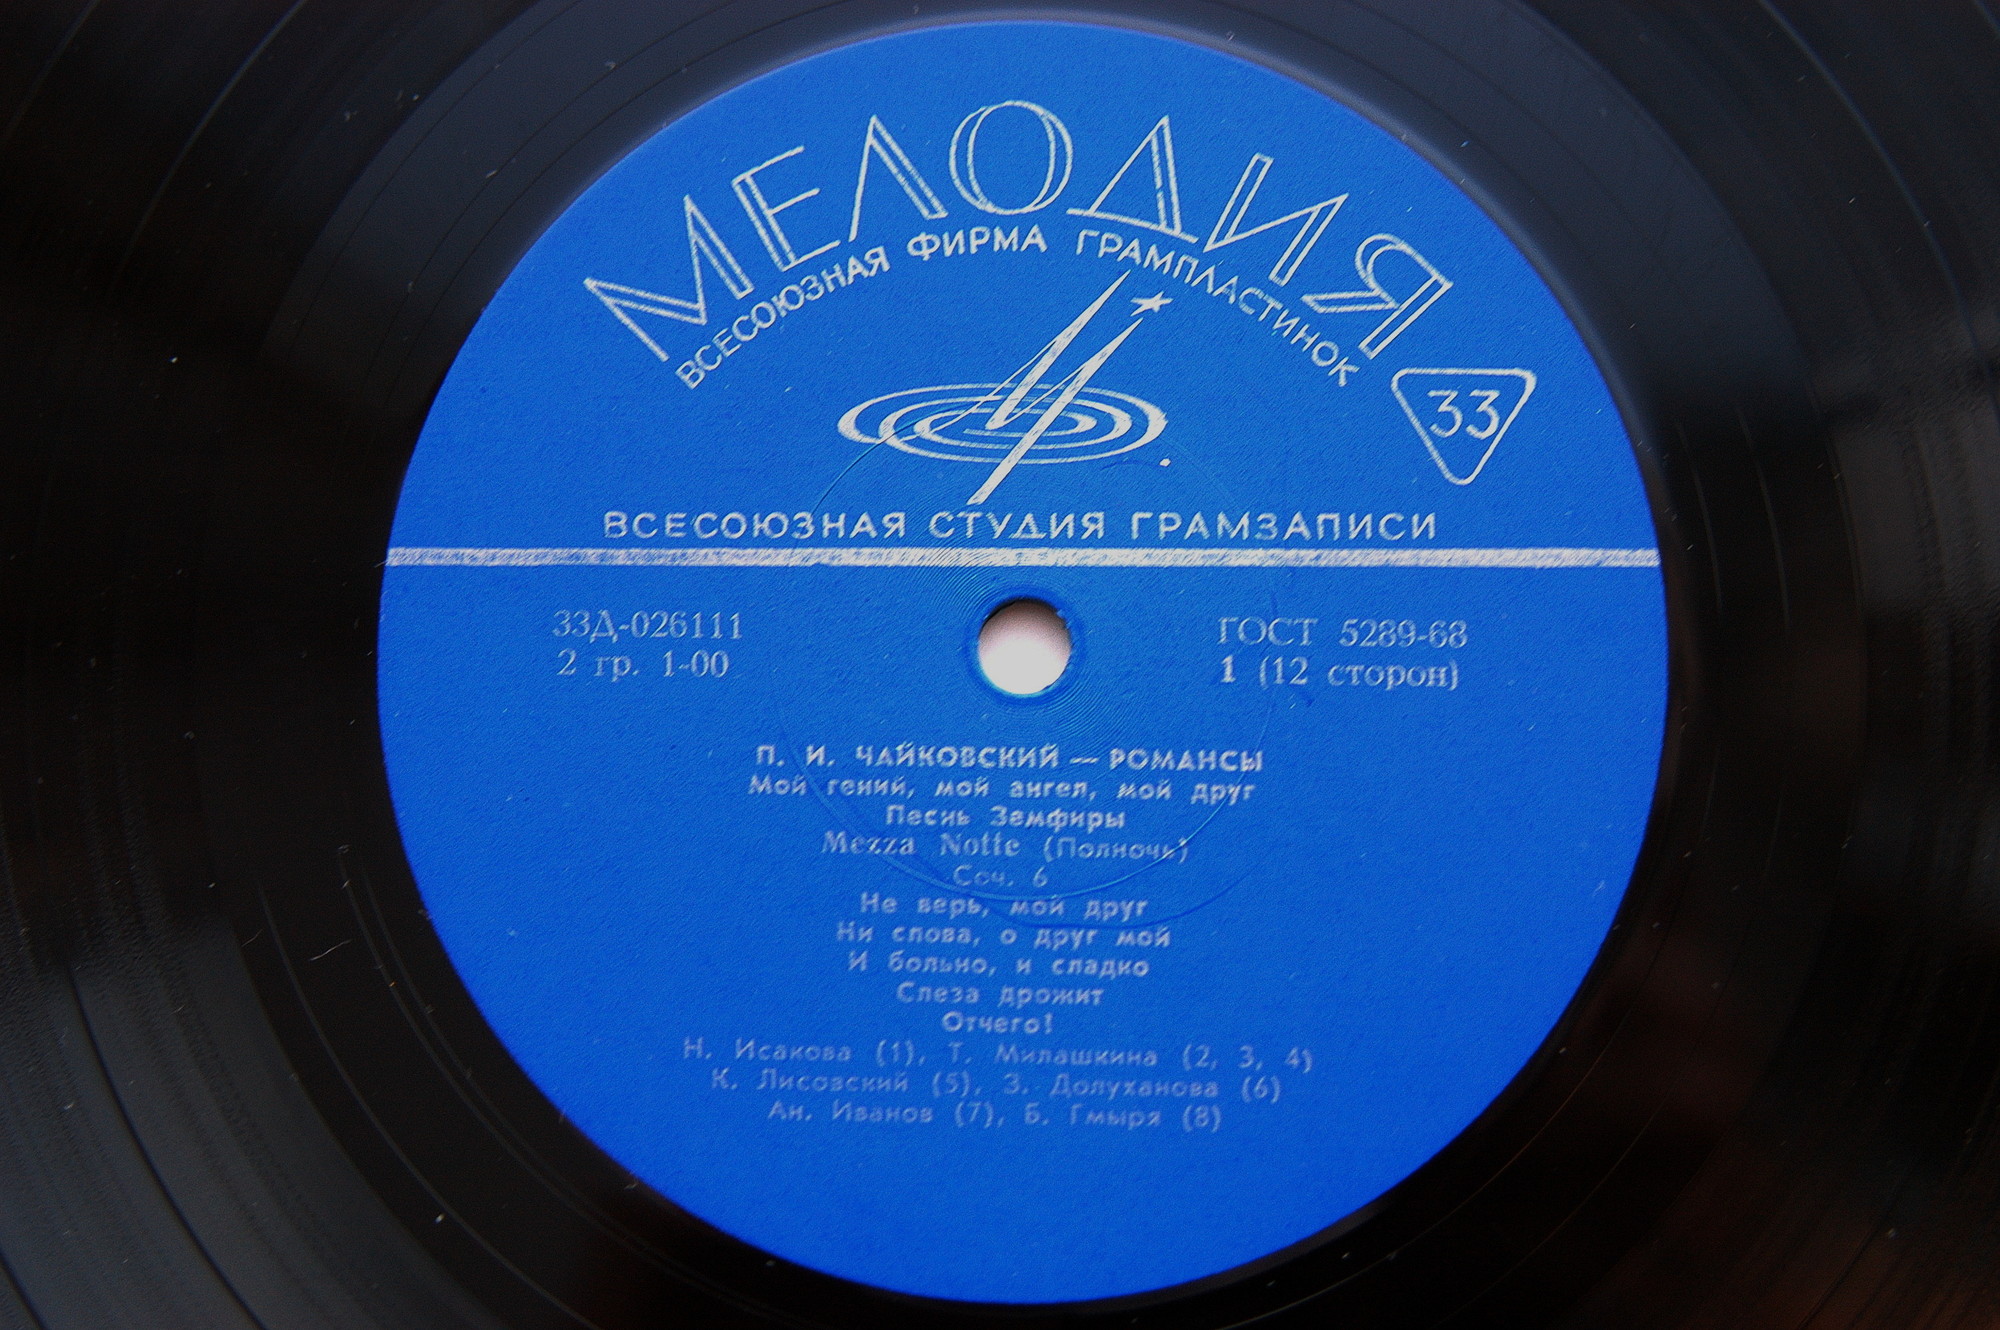 МЕЛОДИЯ
ВСЕСОЮЗНАЯ ФИРМА ГРАМПЛАСТИНОК
33
ВСЕСОЮЗНАЯ СТУДИЯ ГРАМЗАПИСИ
33Д-026111
2 гр. 1-00
ГОСТ 5289-68
1 (12 сторон)
П. И. ЧАЙКОВСКИЙ — РОМАНСЫ
Мой гений, мой ангел, мой друг
Песнь Земфиры
Mezza Notte (Полночь)
Соч. 6
Не верь, мой друг
Ни слова, о друг мой
И больно, и сладко
Слеза дрожит
Отчего!
Н. Исакова (1), Т. Милашкина (2, 3, 4)
К. Лисовский (5), З. Долуханова (6)
Ан. Иванов (7), Б. Гмыря (8)